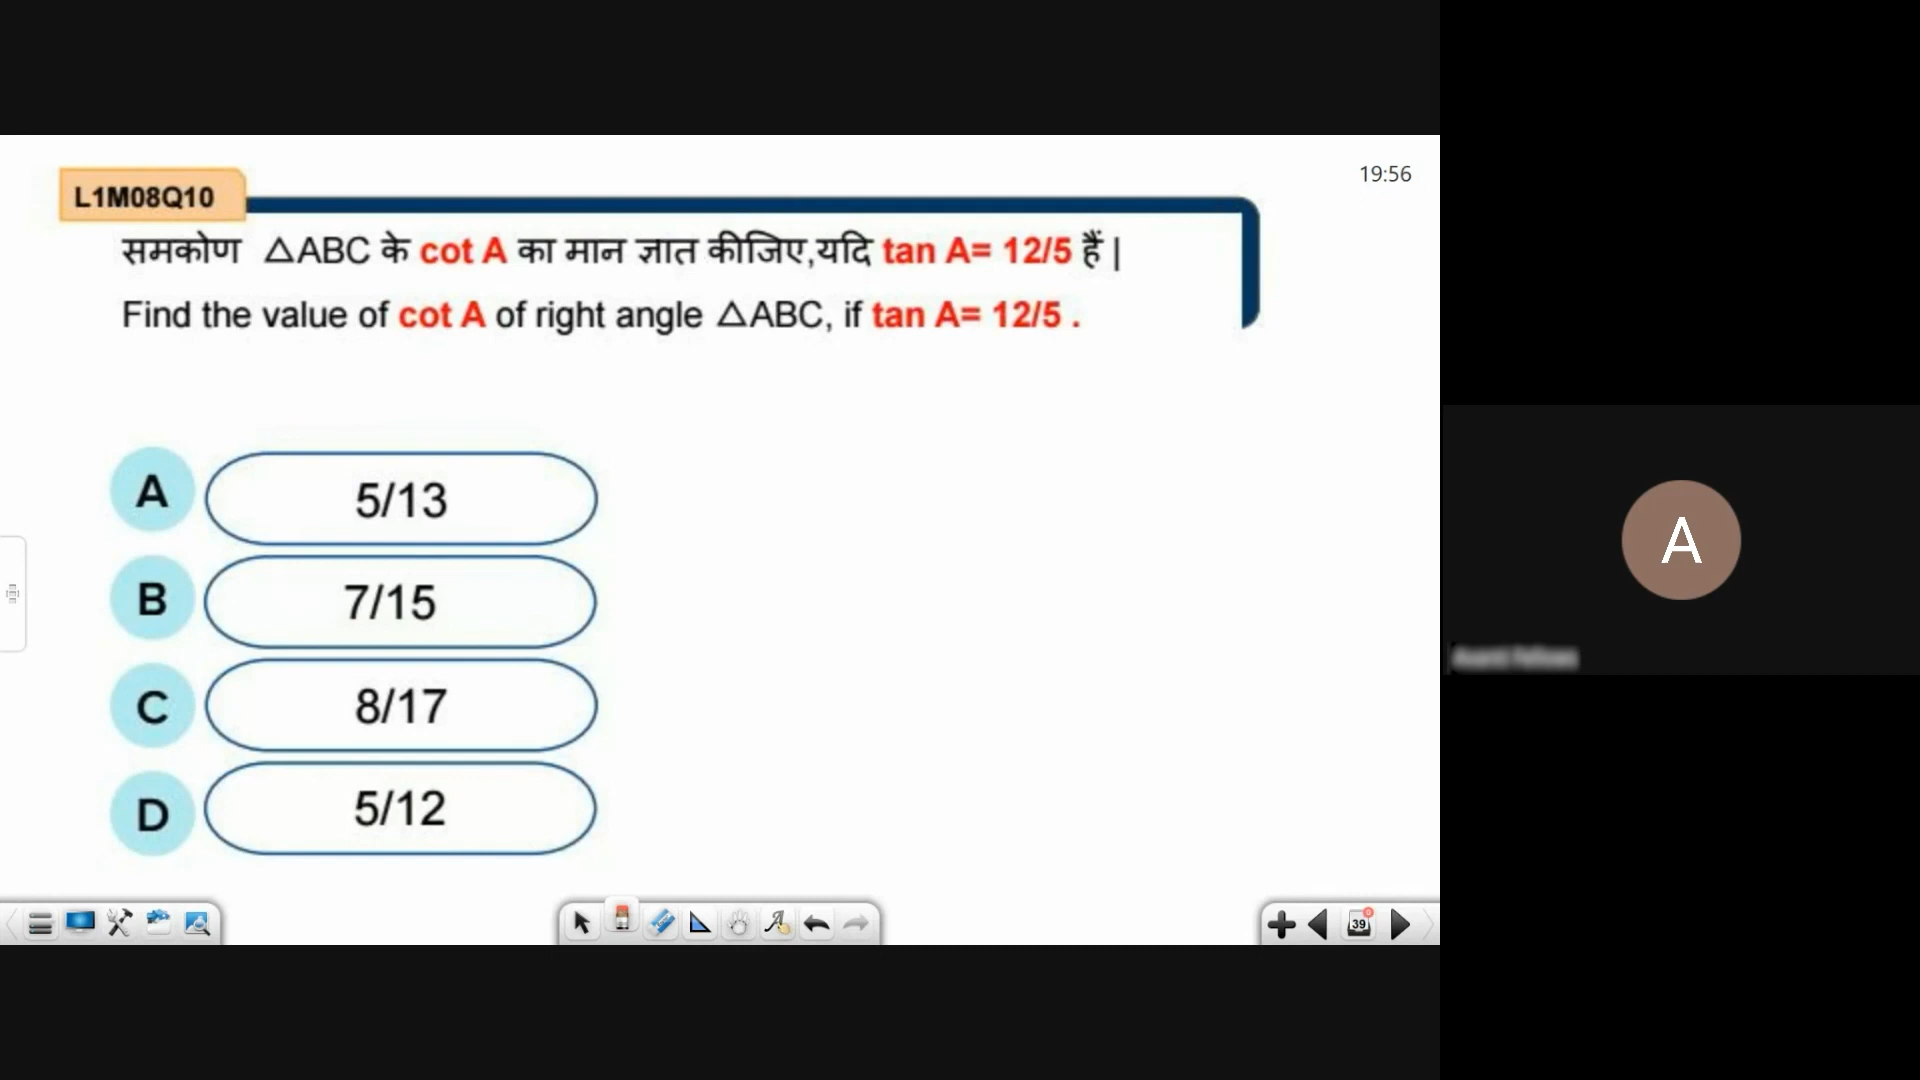 19:56
L1M08Q10
समकोण △ABC के cot A का मान ज्ञात कीजिए,यदि tan A= 12/5 हैं |
Find the value of cot A of right angle △ABC, if tan A= 12/5 .
A 5/13
B 7/15
C 8/17
D 5/12
39
A